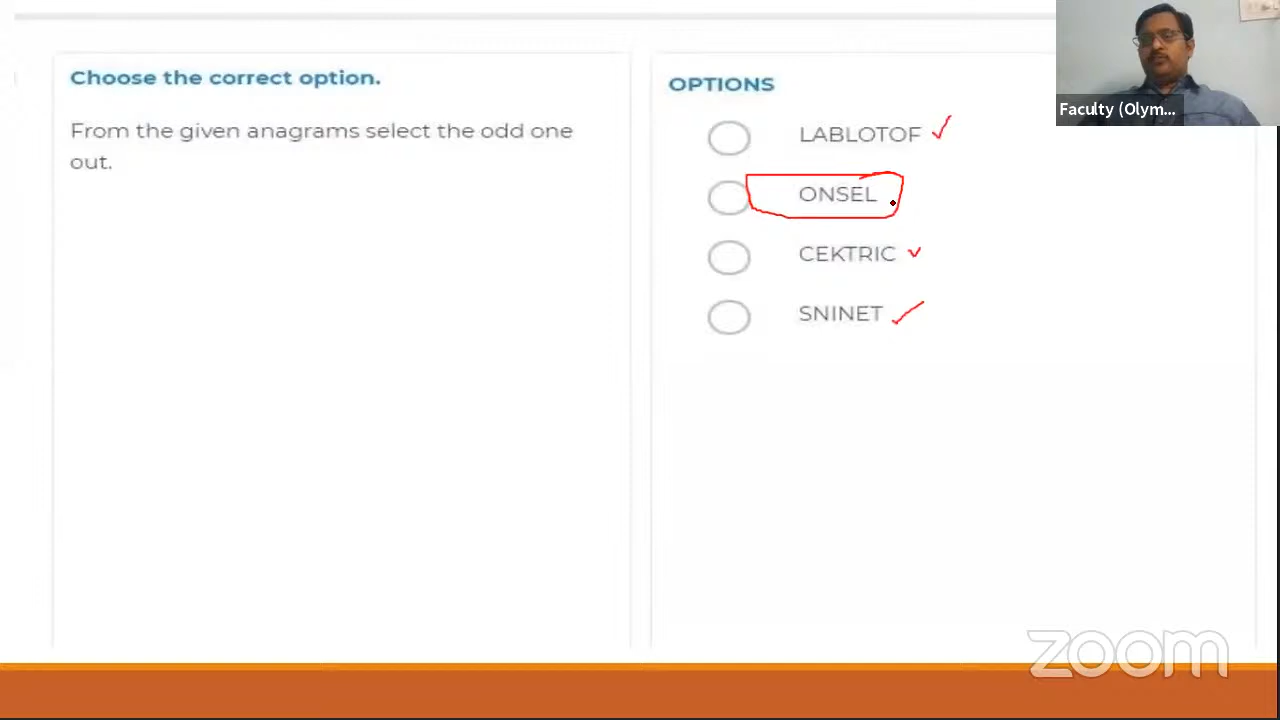 Choose the correct option.
From the given anagrams select the odd one
out.
OPTIONS
LABLOTOF
ONSEL
CEKTRIC
SNINET
Faculty (Olym...
zoom